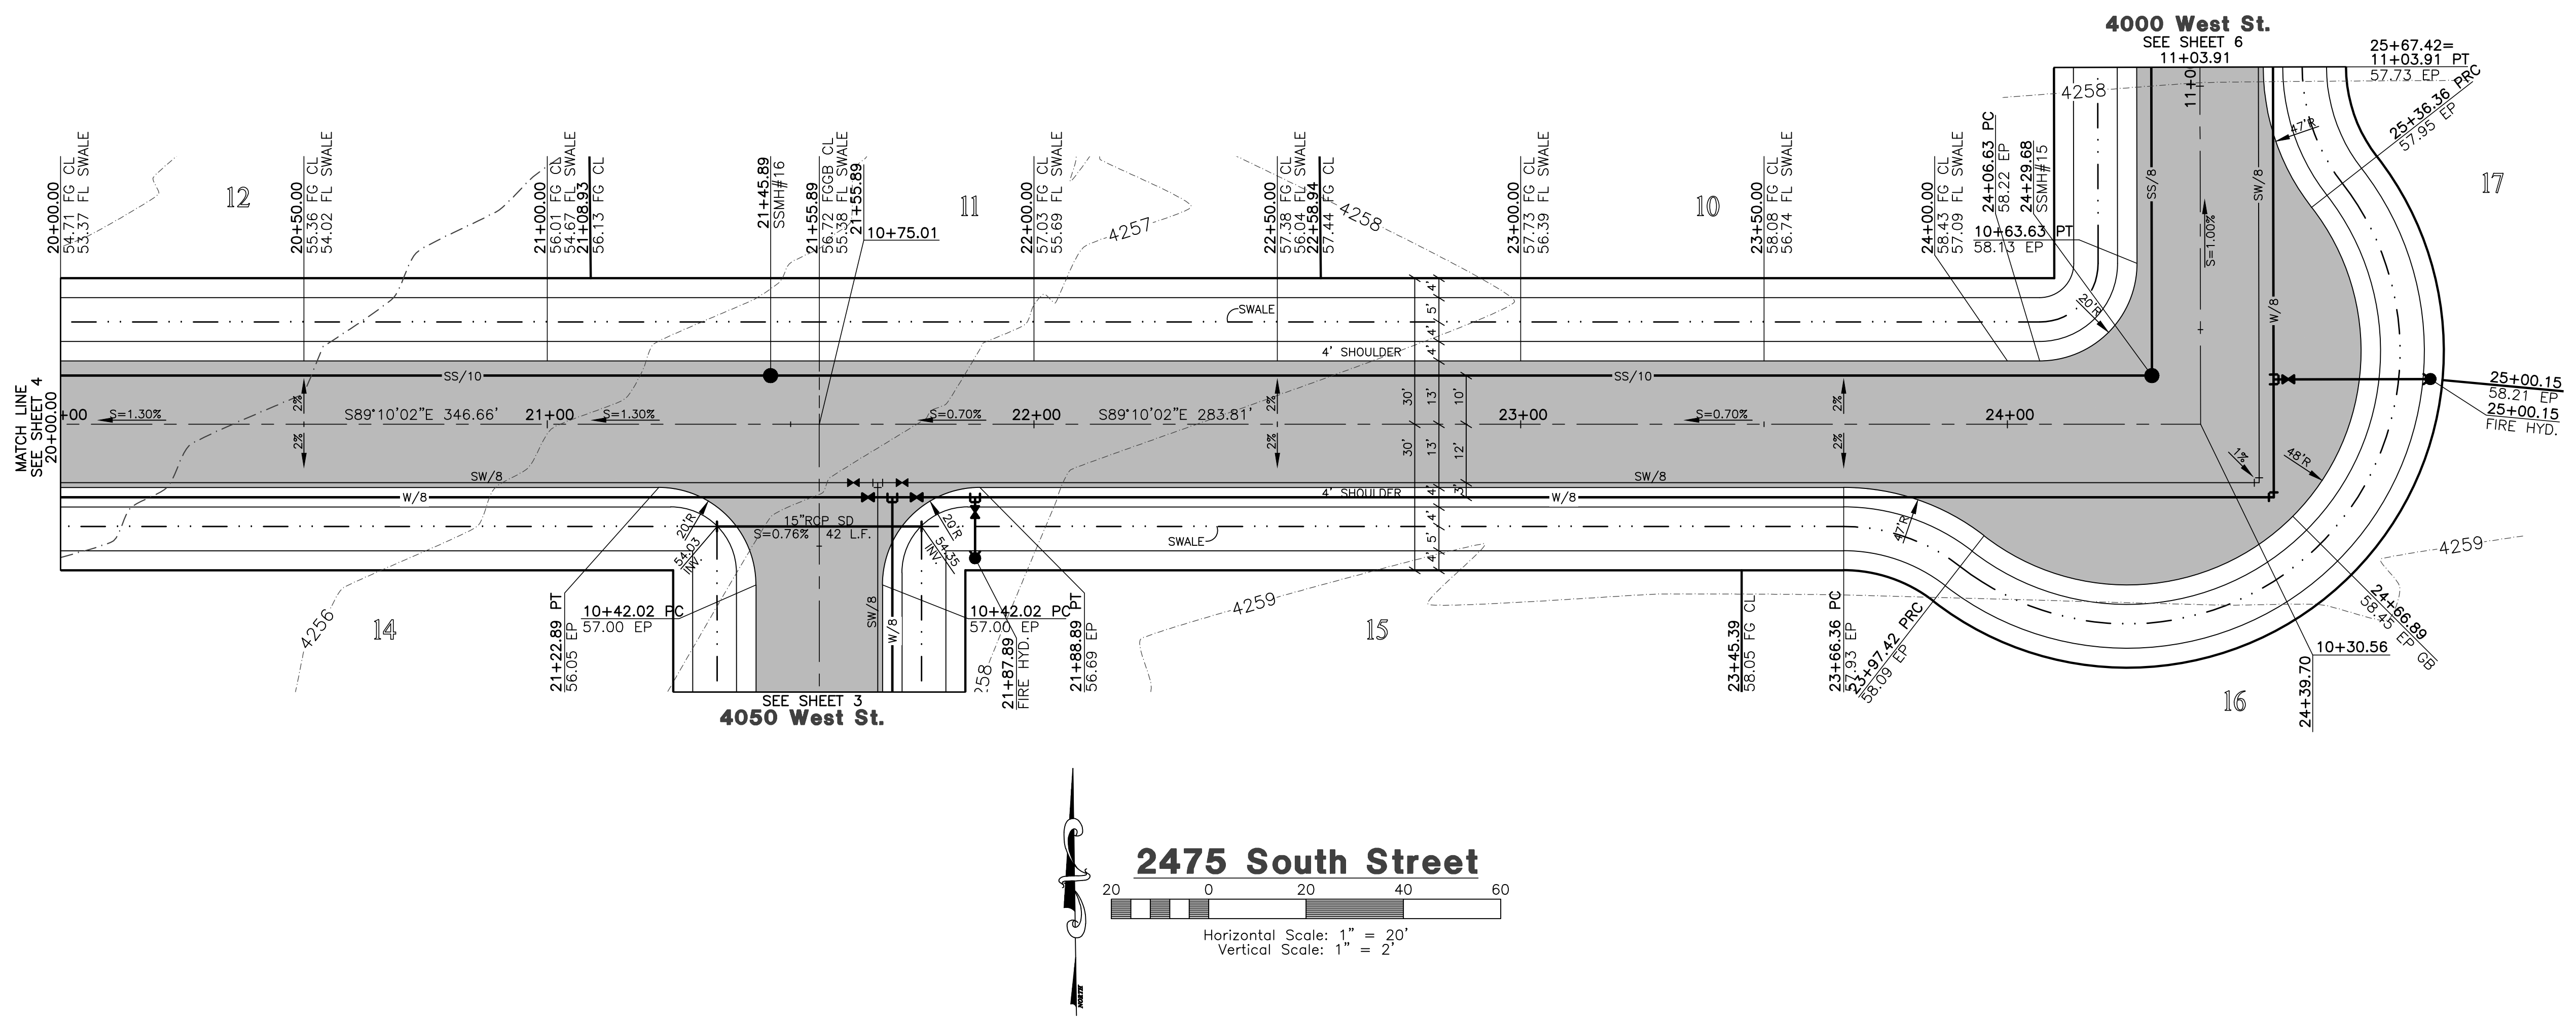 4000 West St.
SEE SHEET 6
11+03.91
25+67.42=
11+03.91 PT
57.73 EP
25+36.36 PRC
57.95 EP
4258
47'R
17
12
11
10
20+00.00
54.71 FG CL
53.37 FL SWALE
20+50.00
55.36 FG CL
54.02 FL SWALE
21+00.00
56.01 FG CL
54.67 FL SWALE
21+08.93
56.13 FG CL
21+45.89
SSMH#16
21+55.89
56.72 FGGB CL
55.38 FL SWALE
21+55.89
10+75.01
22+00.00
57.03 FG CL
55.69 FL SWALE
4257
22+50.00
57.38 FG CL
56.04 FL SWALE
22+58.94
57.44 FG CL
4258
23+00.00
57.73 FG CL
56.39 FL SWALE
23+50.00
58.08 FG CL
56.74 FL SWALE
24+00.00
58.43 FG CL
57.09 FL SWALE
24+06.63 PC
58.22 EP
24+29.68
SSMH#15
10+63.63 PT
58.13 EP
20'R
SS/8
11+0
S=1.00%
SW/8
W/8
SWALE
4' SHOULDER
4'
5'
4'
4'
30'
13'
10'
30'
13'
12'
4'
3'
4'
5'
4'
SS/10
SS/10
MATCH LINE
SEE SHEET 4
20+00.00
+00
S=1.30%
2%
2%
S89°10'02"E 346.66'
21+00
S=1.30%
S=0.70%
22+00
S89°10'02"E 283.81'
2%
2%
23+00
S=0.70%
2%
2%
24+00
25+00.15
58.21 EP
25+00.15
FIRE HYD.
1%
48'R
SW/8
SW/8
W/8
4' SHOULDER
W/8
20'R
15"RCP SD
S=0.76% 42 L.F.
20'R
54.03
INV.
54.35
INV.
SWALE
47'R
4259
4259
4256
14
15
16
21+22.89 PT
56.05 EP
10+42.02 PC
57.00 EP
SW/8
W/8
10+42.02 PC
57.00 EP
258
21+87.89
FIRE HYD.
21+88.89 PT
56.69 EP
23+45.39
58.05 FG CL
23+66.36 PC
57.93 EP
23+97.42 PRC
58.09 EP
24+66.89
58.45 EP GB
10+30.56
24+39.70
SEE SHEET 3
4050 West St.
2475 South Street
20 0 20 40 60
Horizontal Scale: 1" = 20'
Vertical Scale: 1" = 2'
NORTH